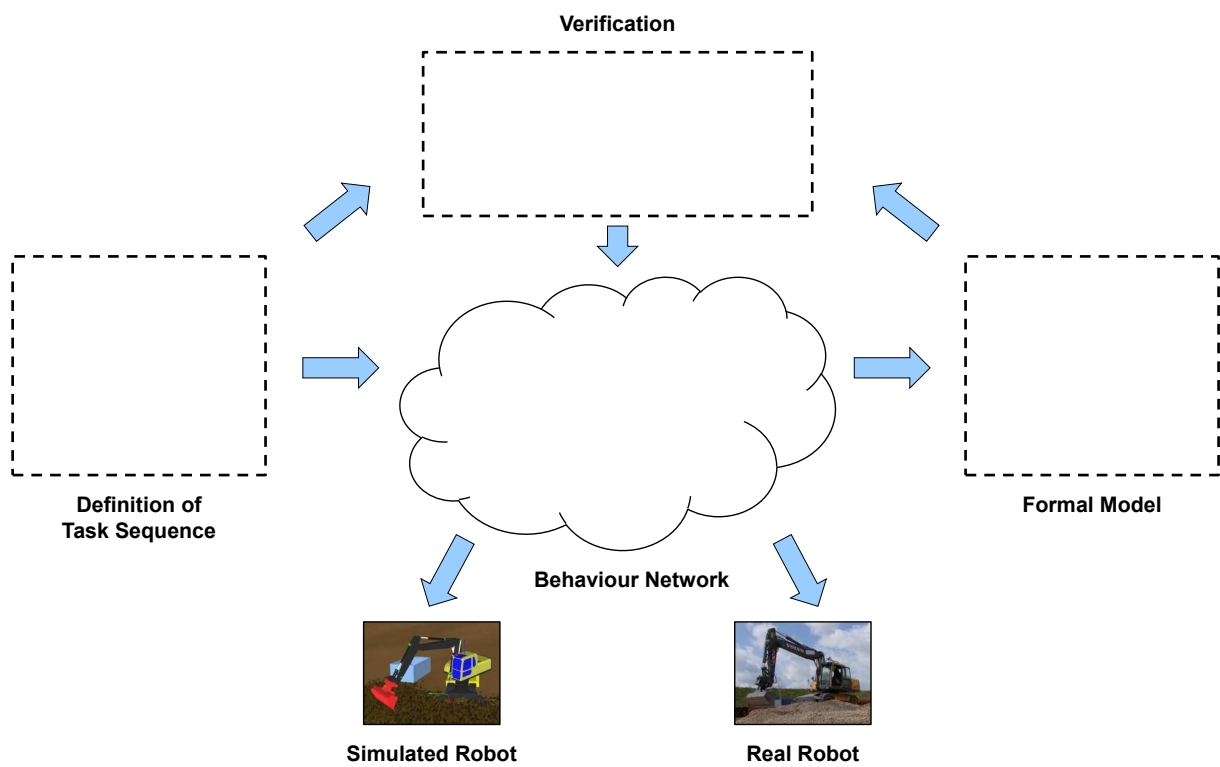 Verification
Definition of
Task Sequence
Formal Model
Behaviour Network
Simulated Robot
Real Robot